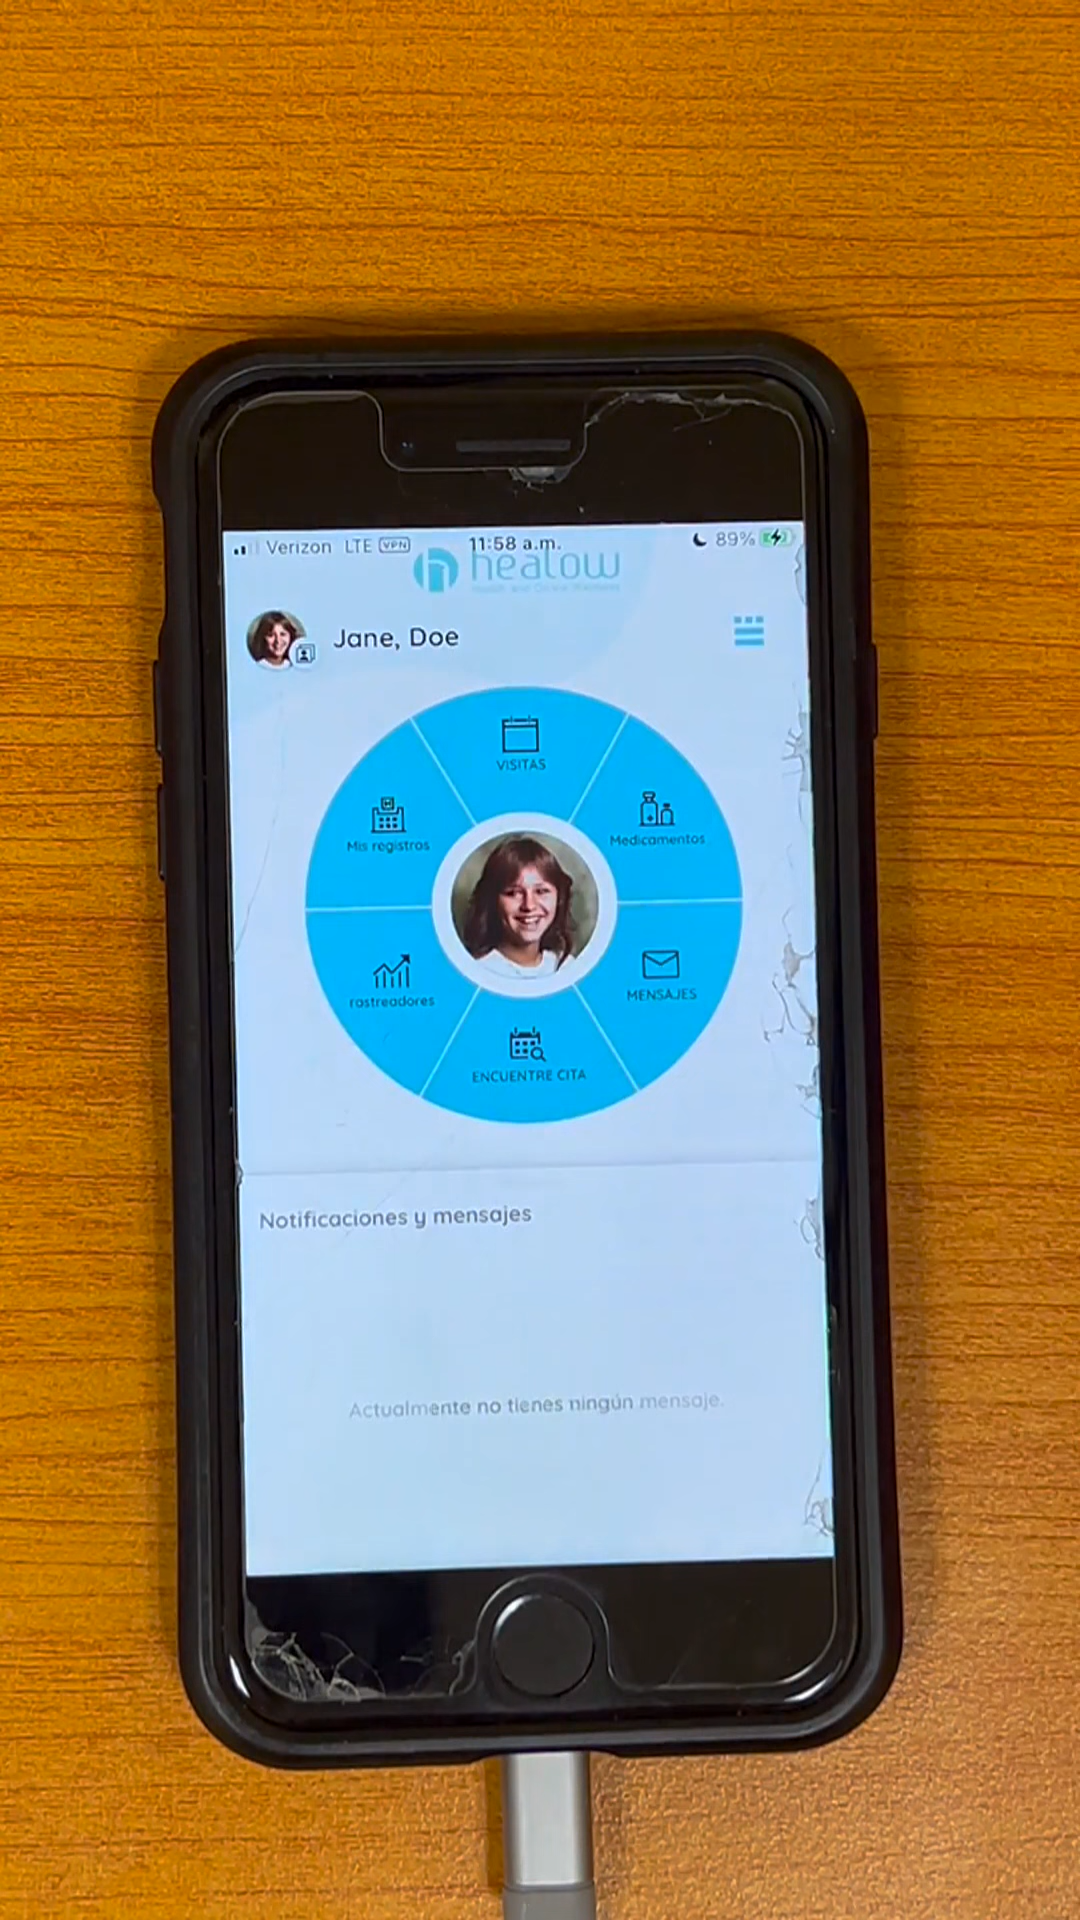 Verizon LTE VPN 11:58 a.m. 89%
healow
Jane, Doe
VISITAS
Mis registros
Medicamentos
rastreadores
MENSAJES
ENCUENTRE CITA
Notificaciones y mensajes
Actualmente no tienes ningún mensaje.